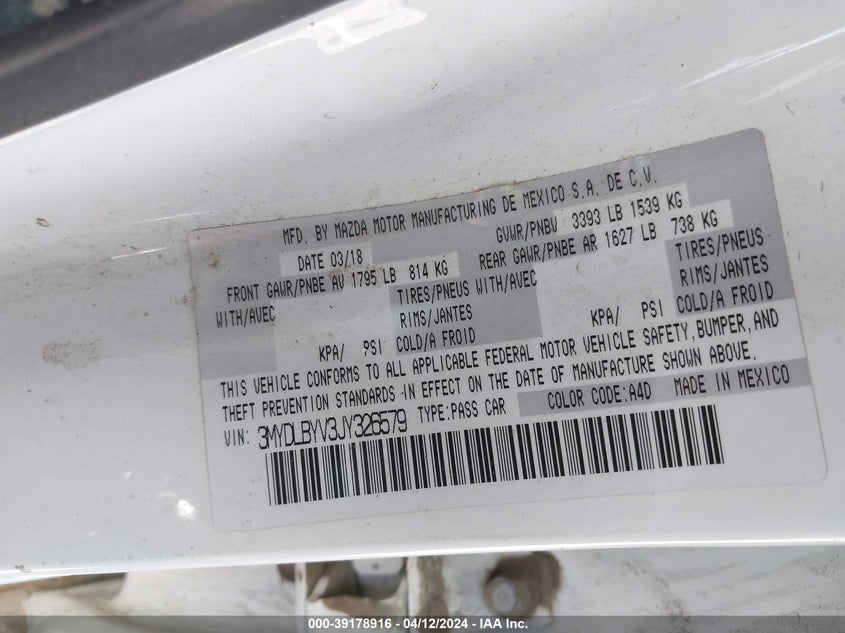 MFD. BY MAZDA MOTOR MANUFACTURING DE MEXICO S.A. DE C.V.
DATE 03/18 GVWR/PNBV 3393 LB 1539 KG
FRONT GAWR/PNBE AV 1795 LB 814 KG REAR GAWR/PNBE AR 1627 LB 738 KG
WITH/AVEC TIRES/PNEUS WITH/AVEC TIRES/PNEUS
RIMS/JANTES RIMS/JANTES
KPA/ PSI COLD/A FROID KPA/ PSI COLD/A FROID
THIS VEHICLE CONFORMS TO ALL APPLICABLE FEDERAL MOTOR VEHICLE SAFETY, BUMPER, AND
THEFT PREVENTION STANDARDS IN EFFECT ON THE DATE OF MANUFACTURE SHOWN ABOVE.
VIN: 3MYDLBYV3JY326579 TYPE:PASS CAR COLOR CODE:A4D MADE IN MEXICO
000-39178916 - 04/12/2024 - IAA Inc.